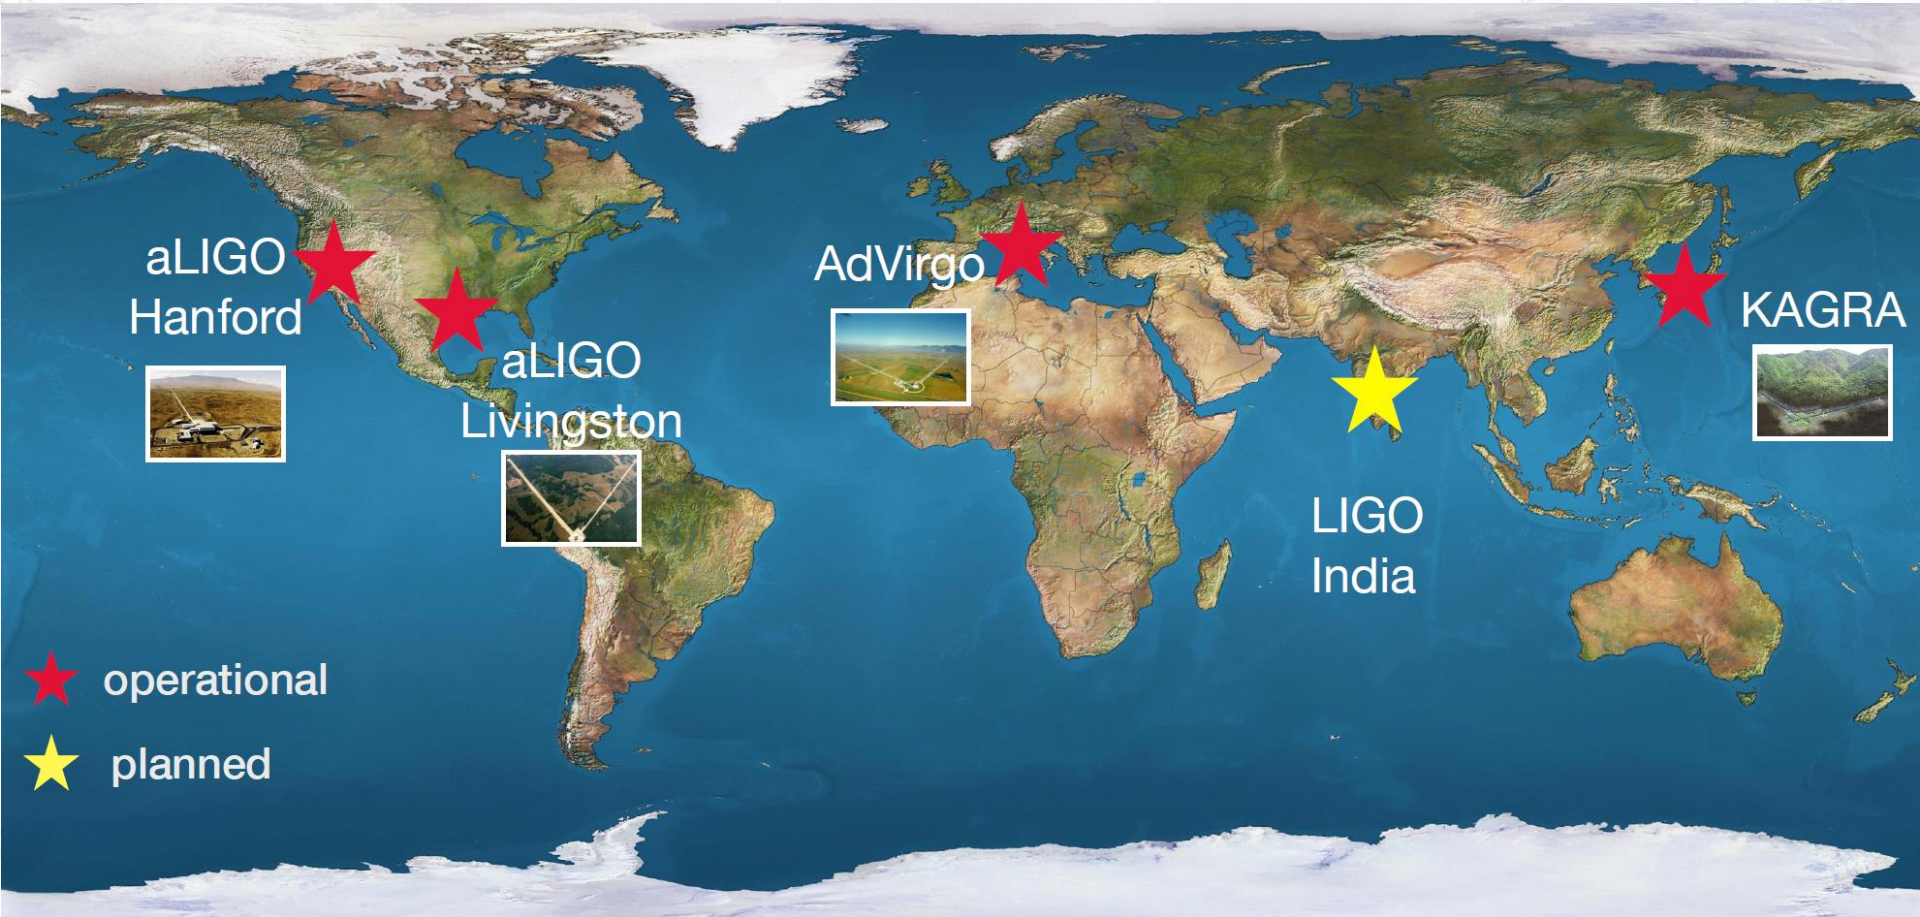 aLIGO
Hanford
aLIGO
Livingston
AdVirgo
KAGRA
LIGO
India
operational
planned